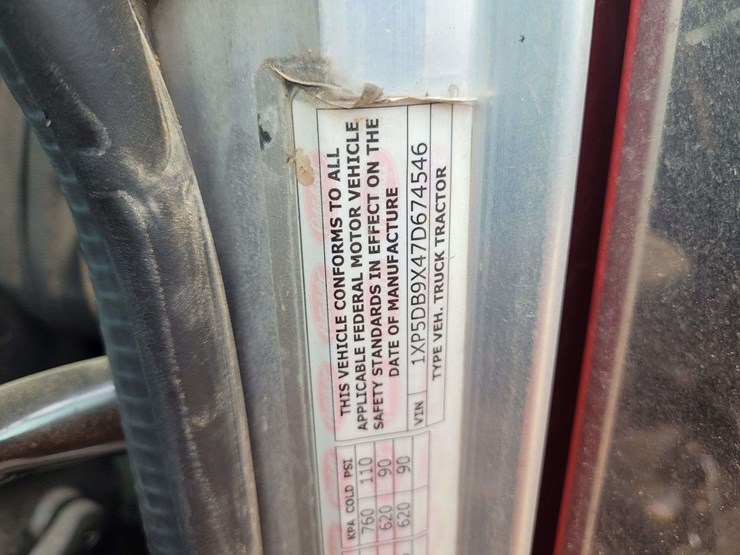 THIS VEHICLE CONFORMS TO ALL
APPLICABLE FEDERAL MOTOR VEHICLE
SAFETY STANDARDS IN EFFECT ON THE
DATE OF MANUFACTURE
VIN 1XP5DB9X47D674546
TYPE VEH. TRUCK TRACTOR
KPA COLD PSI
760 110
620 90
620 90